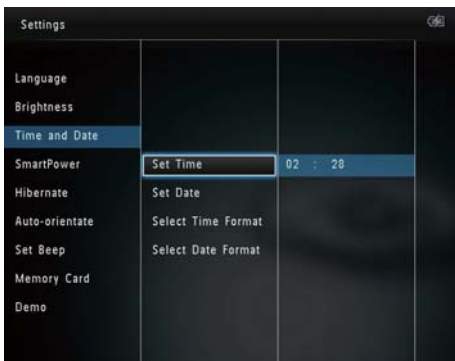 Settings
Language
Brightness
Time and Date
SmartPower
Hibernate
Auto-orientate
Set Beep
Memory Card
Demo
Set Time
Set Date
Select Time Format
Select Date Format
02 : 28